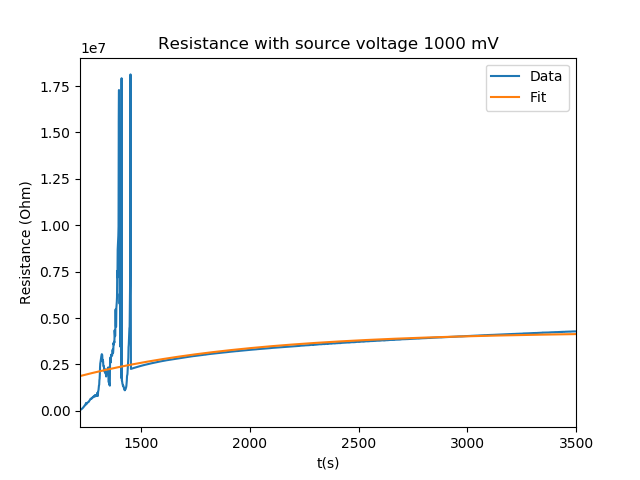 Resistance with source voltage 1000 mV
1e7
Data
Fit
1.75
1.50
1.25
1.00
0.75
0.50
0.25
0.00
Resistance (Ohm)
1500 2000 2500 3000 3500
t(s)